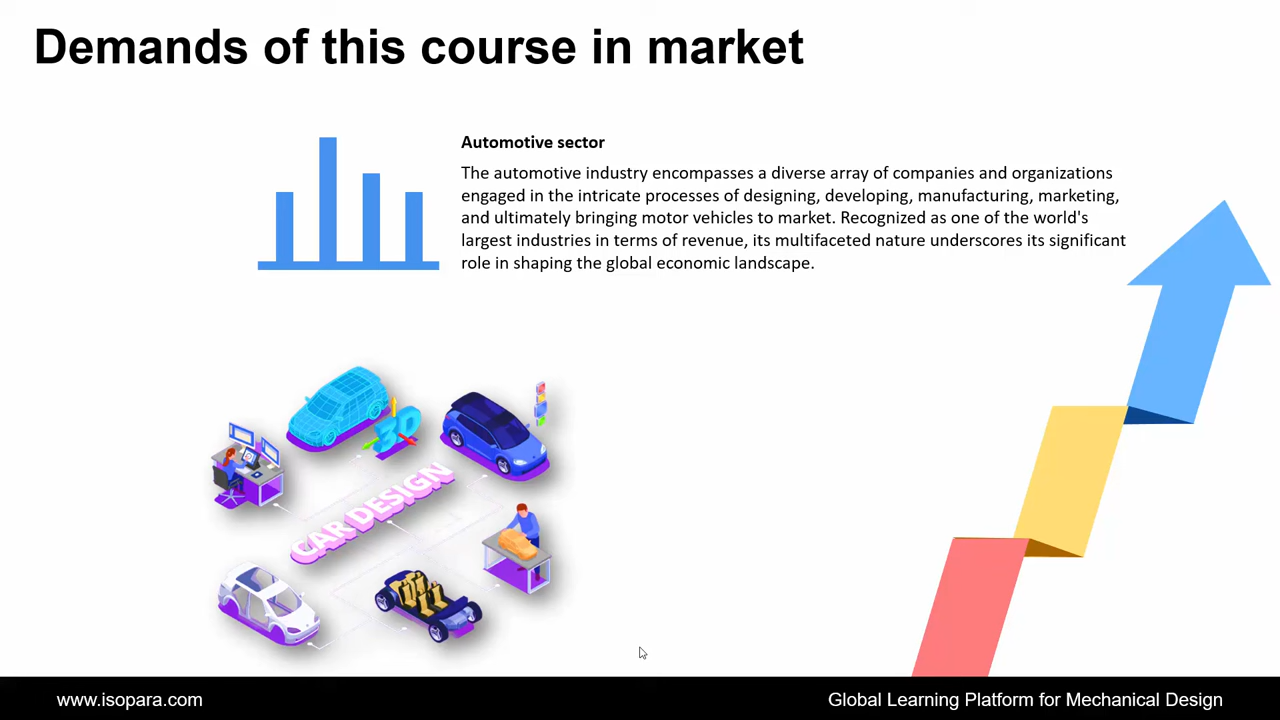 Demands of this course in market
Automotive sector
The automotive industry encompasses a diverse array of companies and organizations
engaged in the intricate processes of designing, developing, manufacturing, marketing,
and ultimately bringing motor vehicles to market. Recognized as one of the world's
largest industries in terms of revenue, its multifaceted nature underscores its significant
role in shaping the global economic landscape.
3D
CAR DESIGN
www.isopara.com
Global Learning Platform for Mechanical Design